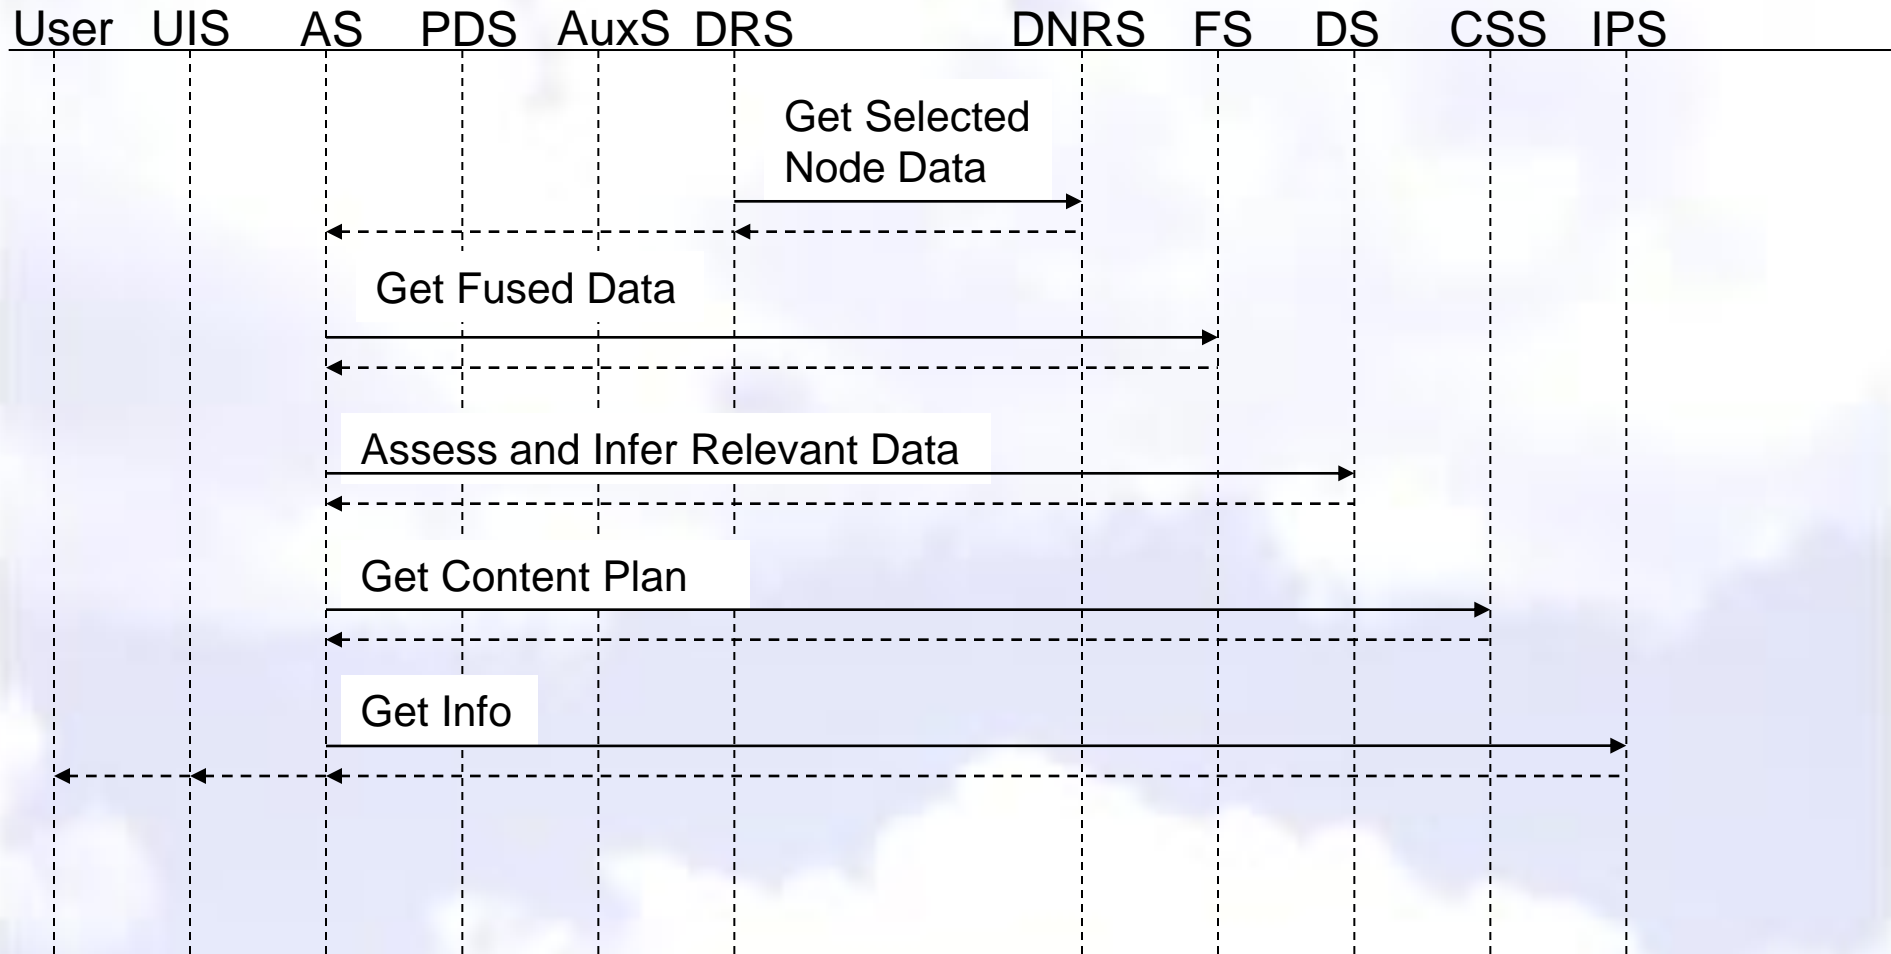 User UIS AS PDS AuxS DRS DNRS FS DS CSS IPS
Get Selected
Node Data
Get Fused Data
Assess and Infer Relevant Data
Get Content Plan
Get Info